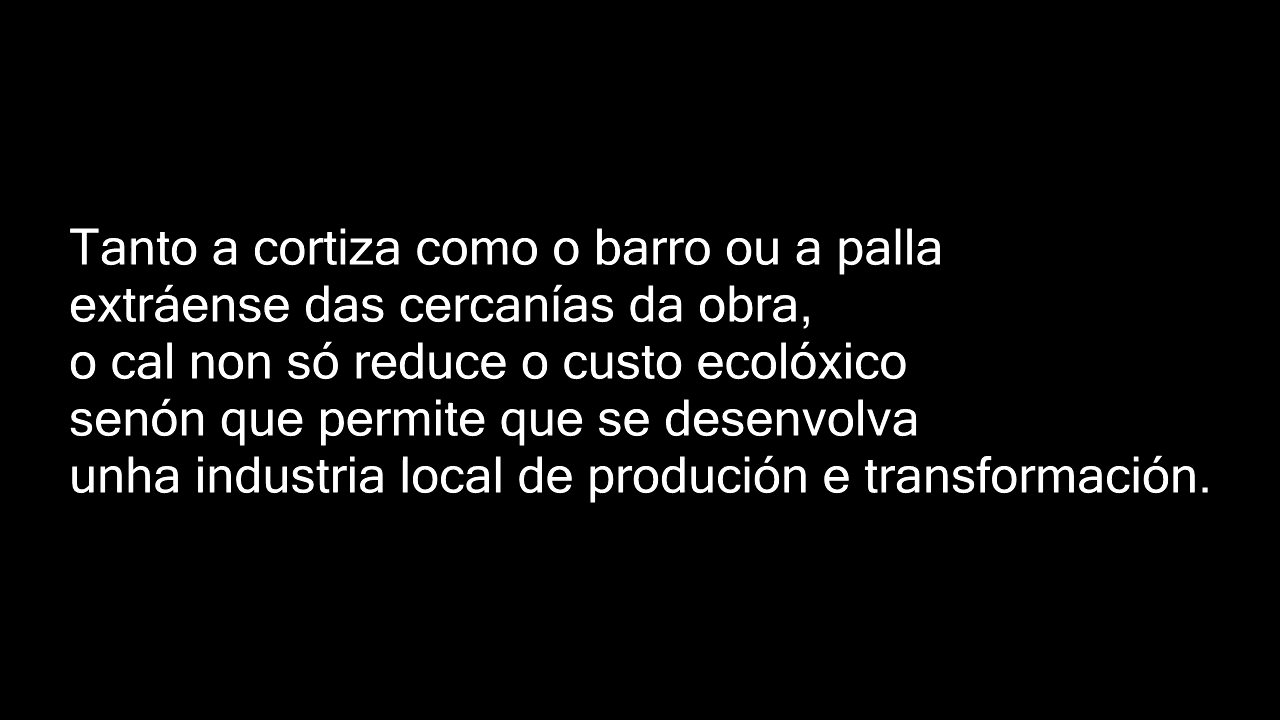 Tanto a cortiza como o barro ou a palla
extráense das cercanías da obra,
o cal non só reduce o custo ecolóxico
senón que permite que se desenvolva
unha industria local de produción e transformación.